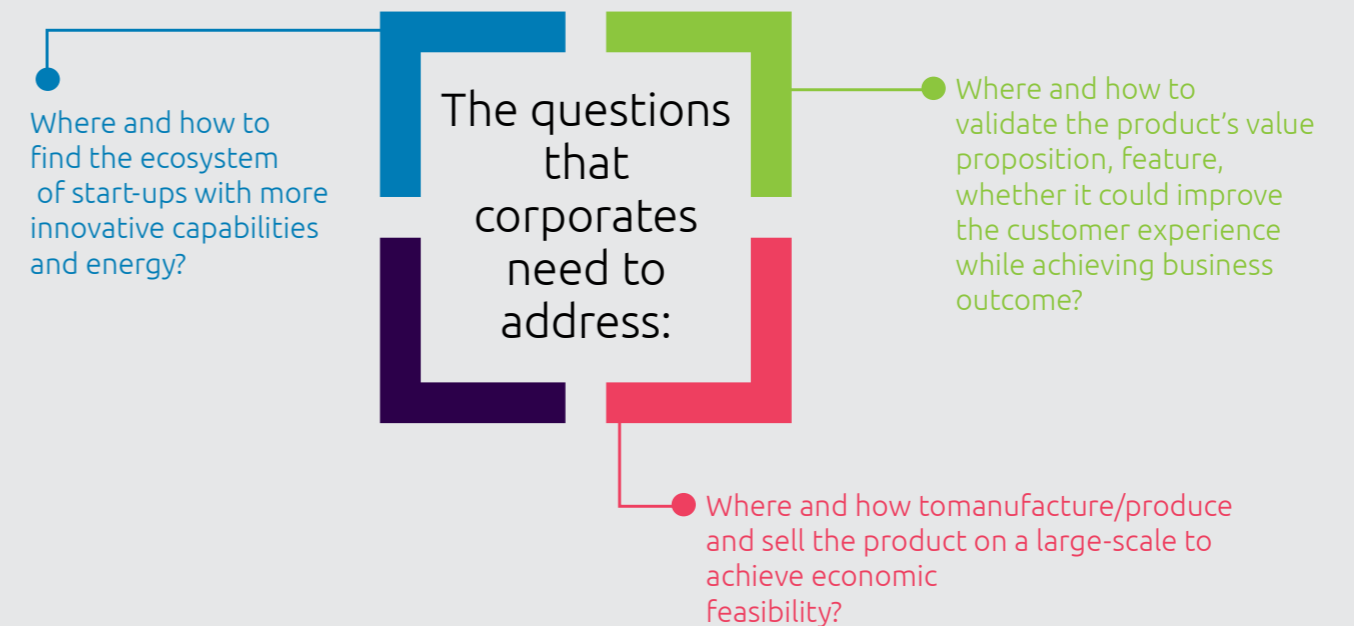 The questions
that
corporates
need to
address:
Where and how to
find the ecosystem
of start-ups with more
innovative capabilities
and energy?
Where and how to
validate the product’s value
proposition, feature,
whether it could improve
the customer experience
while achieving business
outcome?
Where and how tomanufacture/produce
and sell the product on a large-scale to
achieve economic
feasibility?